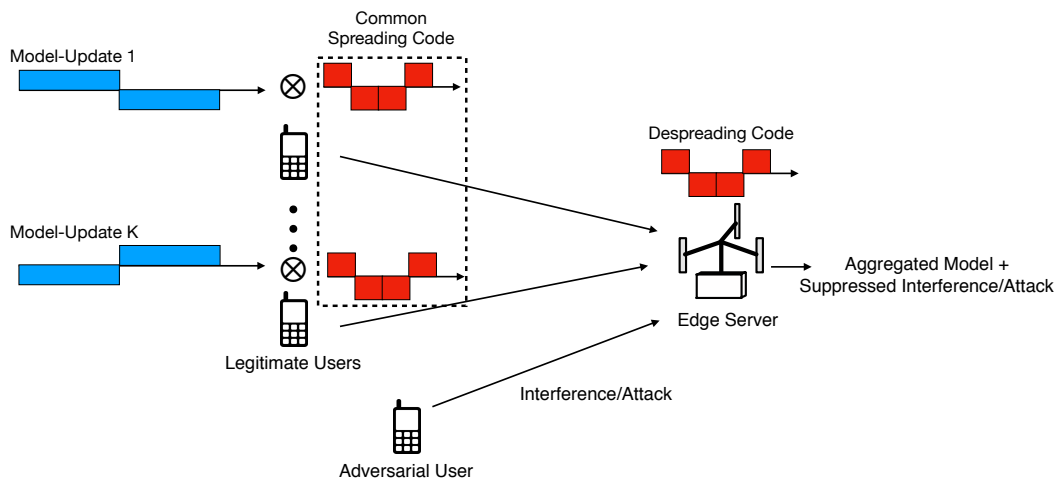 Common
Spreading Code
Model-Update 1
Despreading Code
Model-Update K
Aggregated Model +
Suppressed Interference/Attack
Edge Server
Legitimate Users
Interference/Attack
Adversarial User